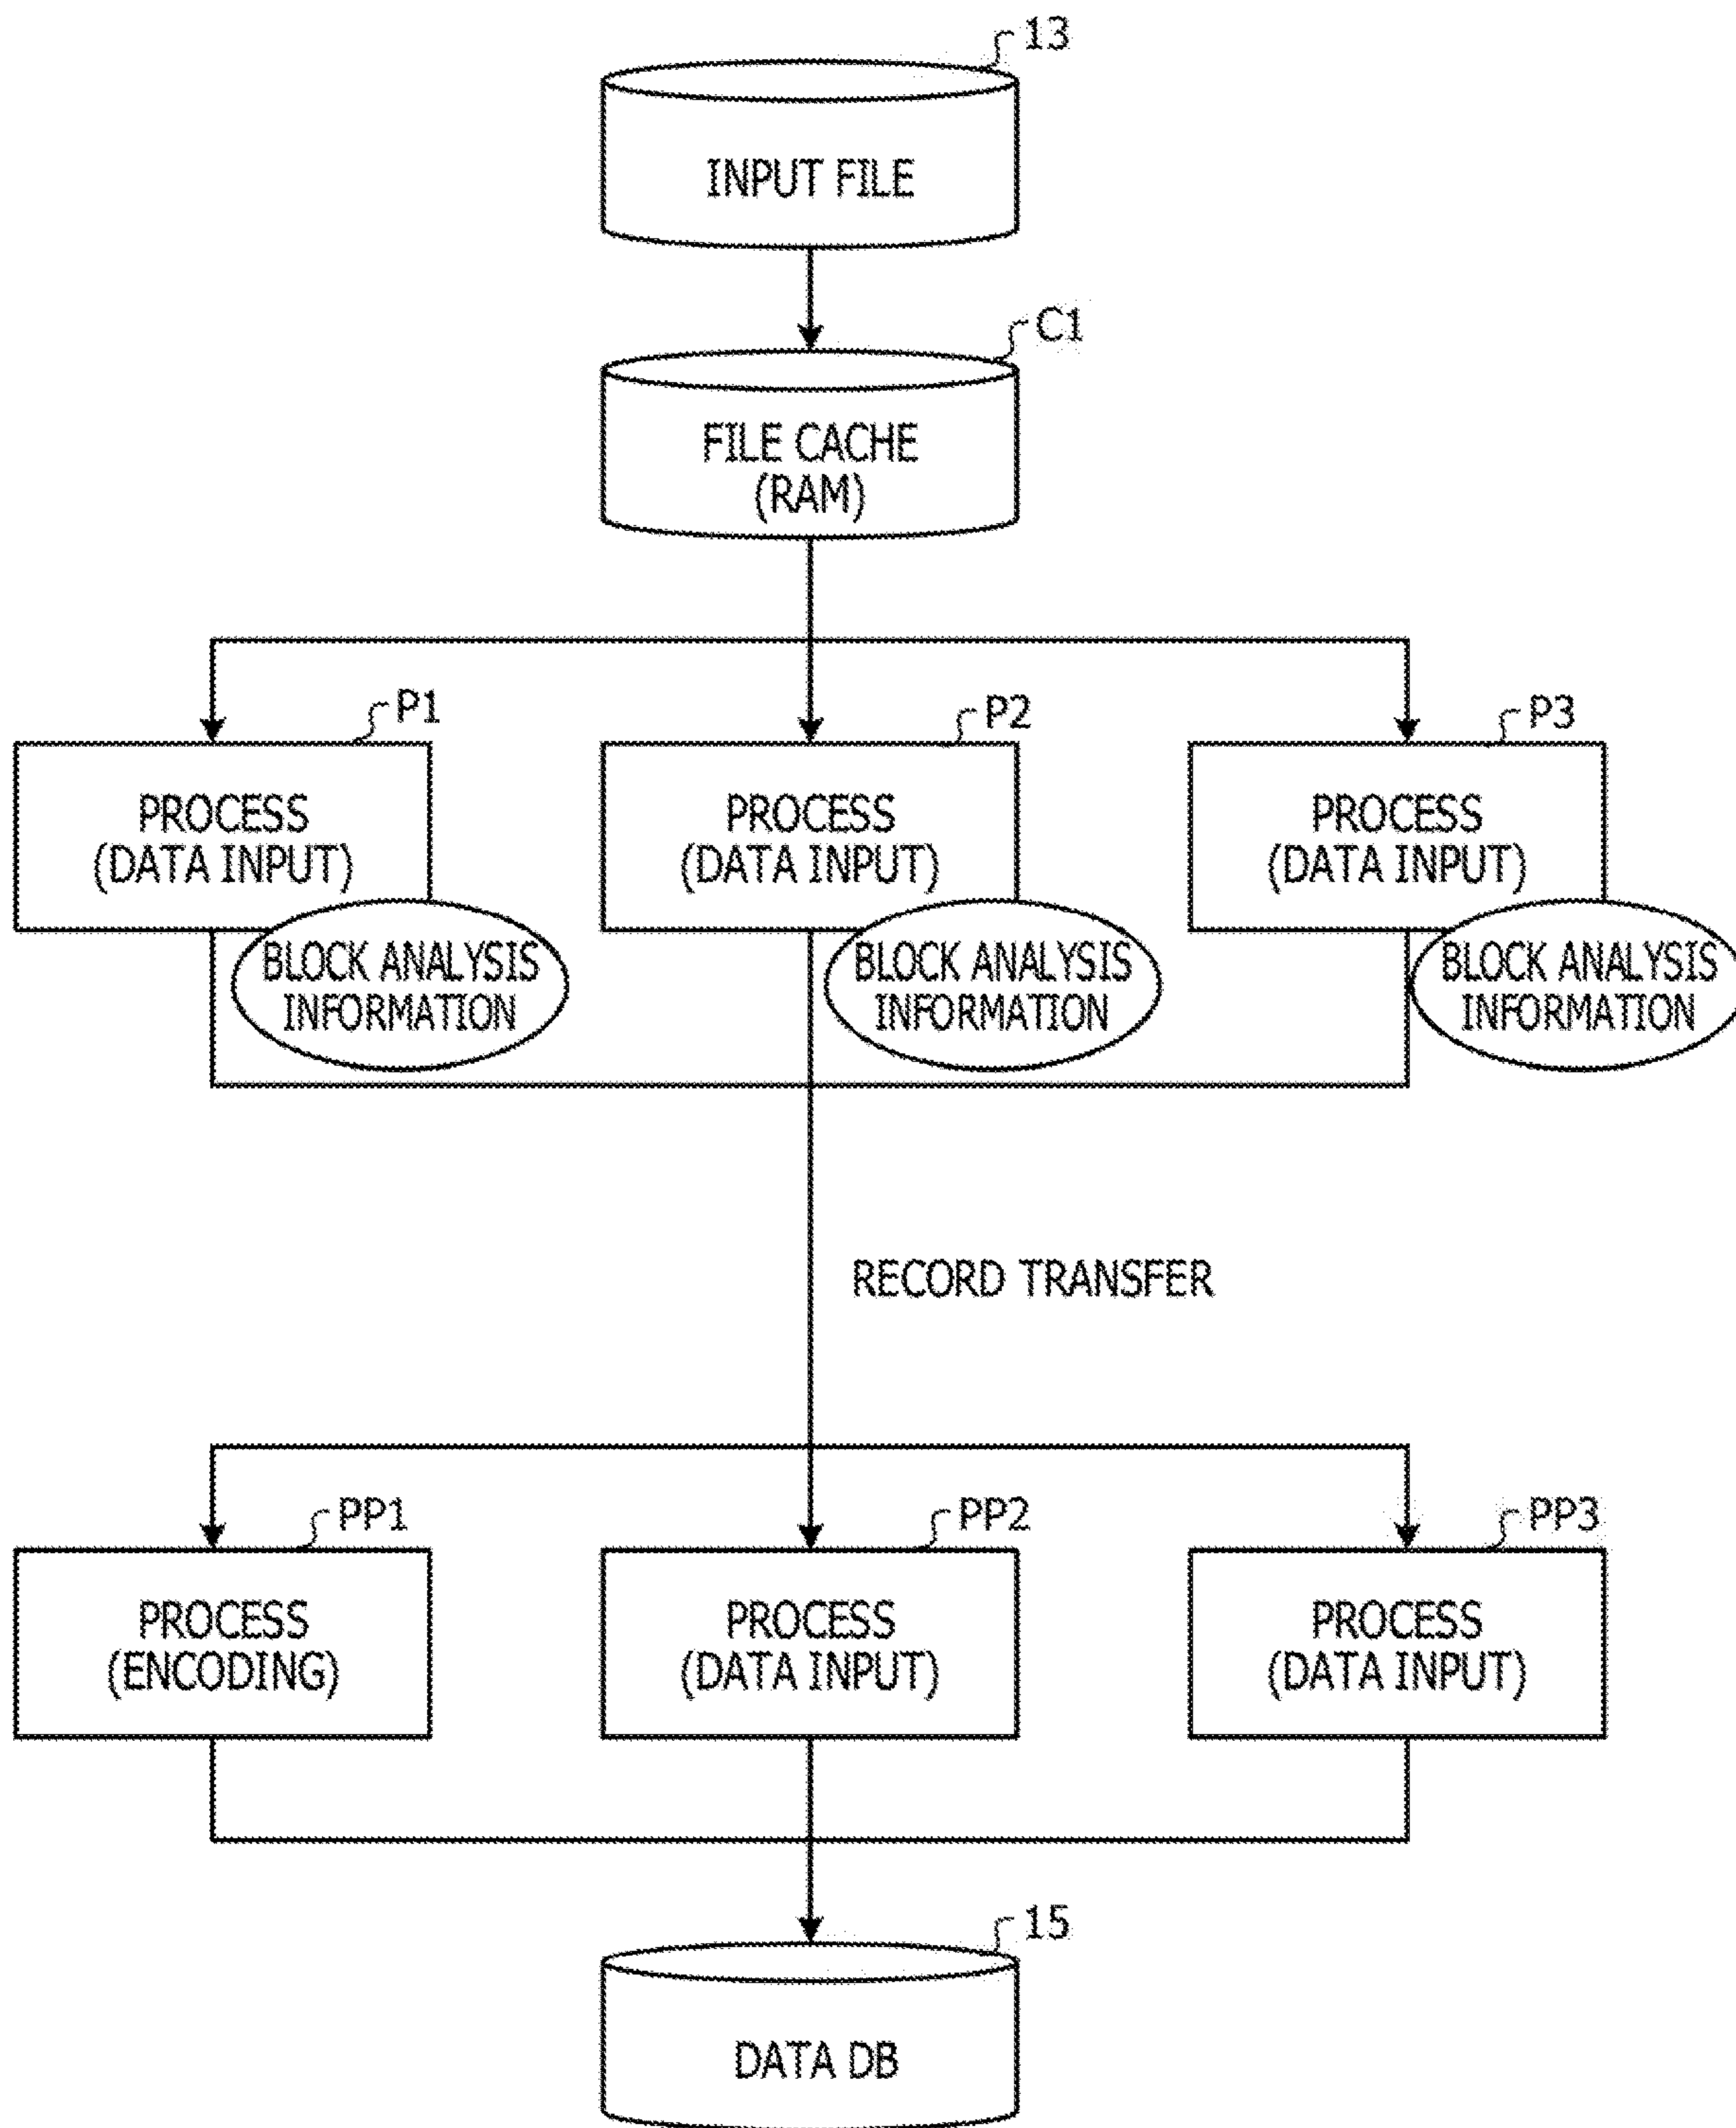 13
INPUT FILE
C1
FILE CACHE
(RAM)
P1
P2
P3
PROCESS
(DATA INPUT)
PROCESS
(DATA INPUT)
PROCESS
(DATA INPUT)
BLOCK ANALYSIS
INFORMATION
BLOCK ANALYSIS
INFORMATION
BLOCK ANALYSIS
INFORMATION
RECORD TRANSFER
PP1
PP2
PP3
PROCESS
(ENCODING)
PROCESS
(DATA INPUT)
PROCESS
(DATA INPUT)
15
DATA DB